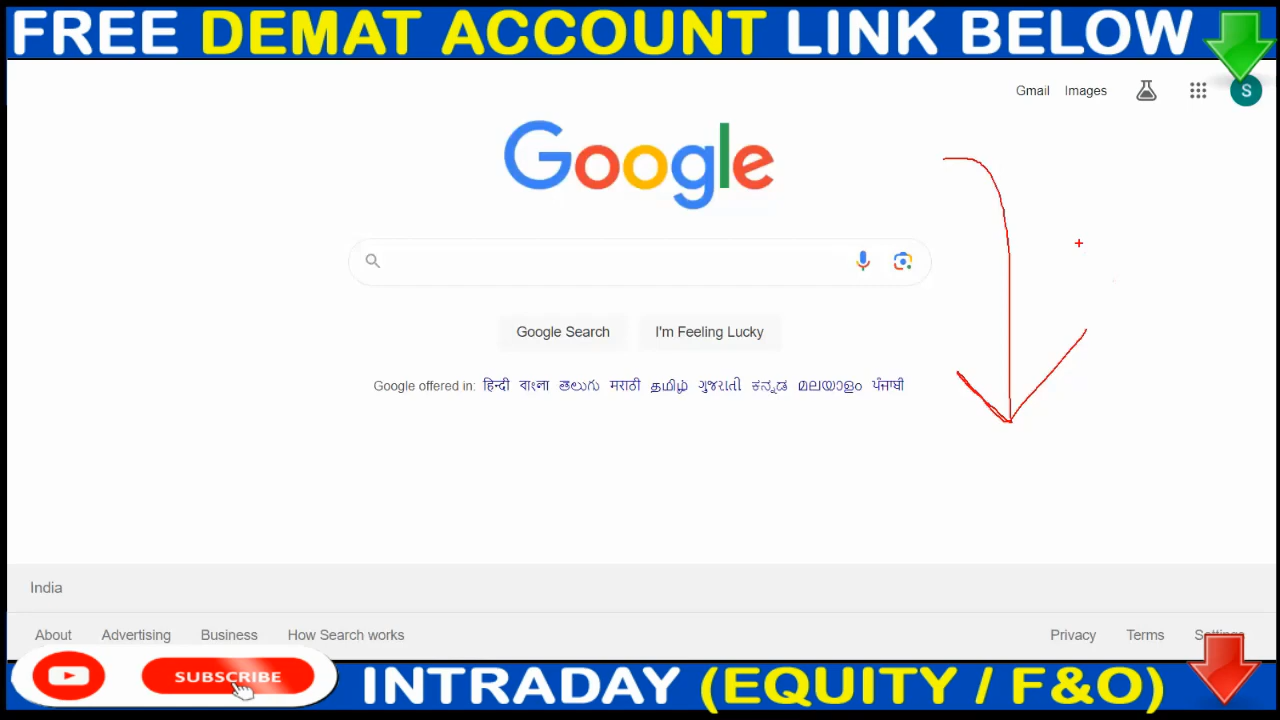 FREE DEMAT ACCOUNT LINK BELOW
Gmail Images S
Google
Google Search I'm Feeling Lucky
Google offered in: हिन्दी বাংলা తెలుగు मराठी தமிழ் ગુજરાતી ಕನ್ನಡ മലയാളം ਪੰਜਾਬੀ
India
About Advertising Business How Search works Privacy Terms Settings
SUBSCRIBE
INTRADAY (EQUITY / F&O)